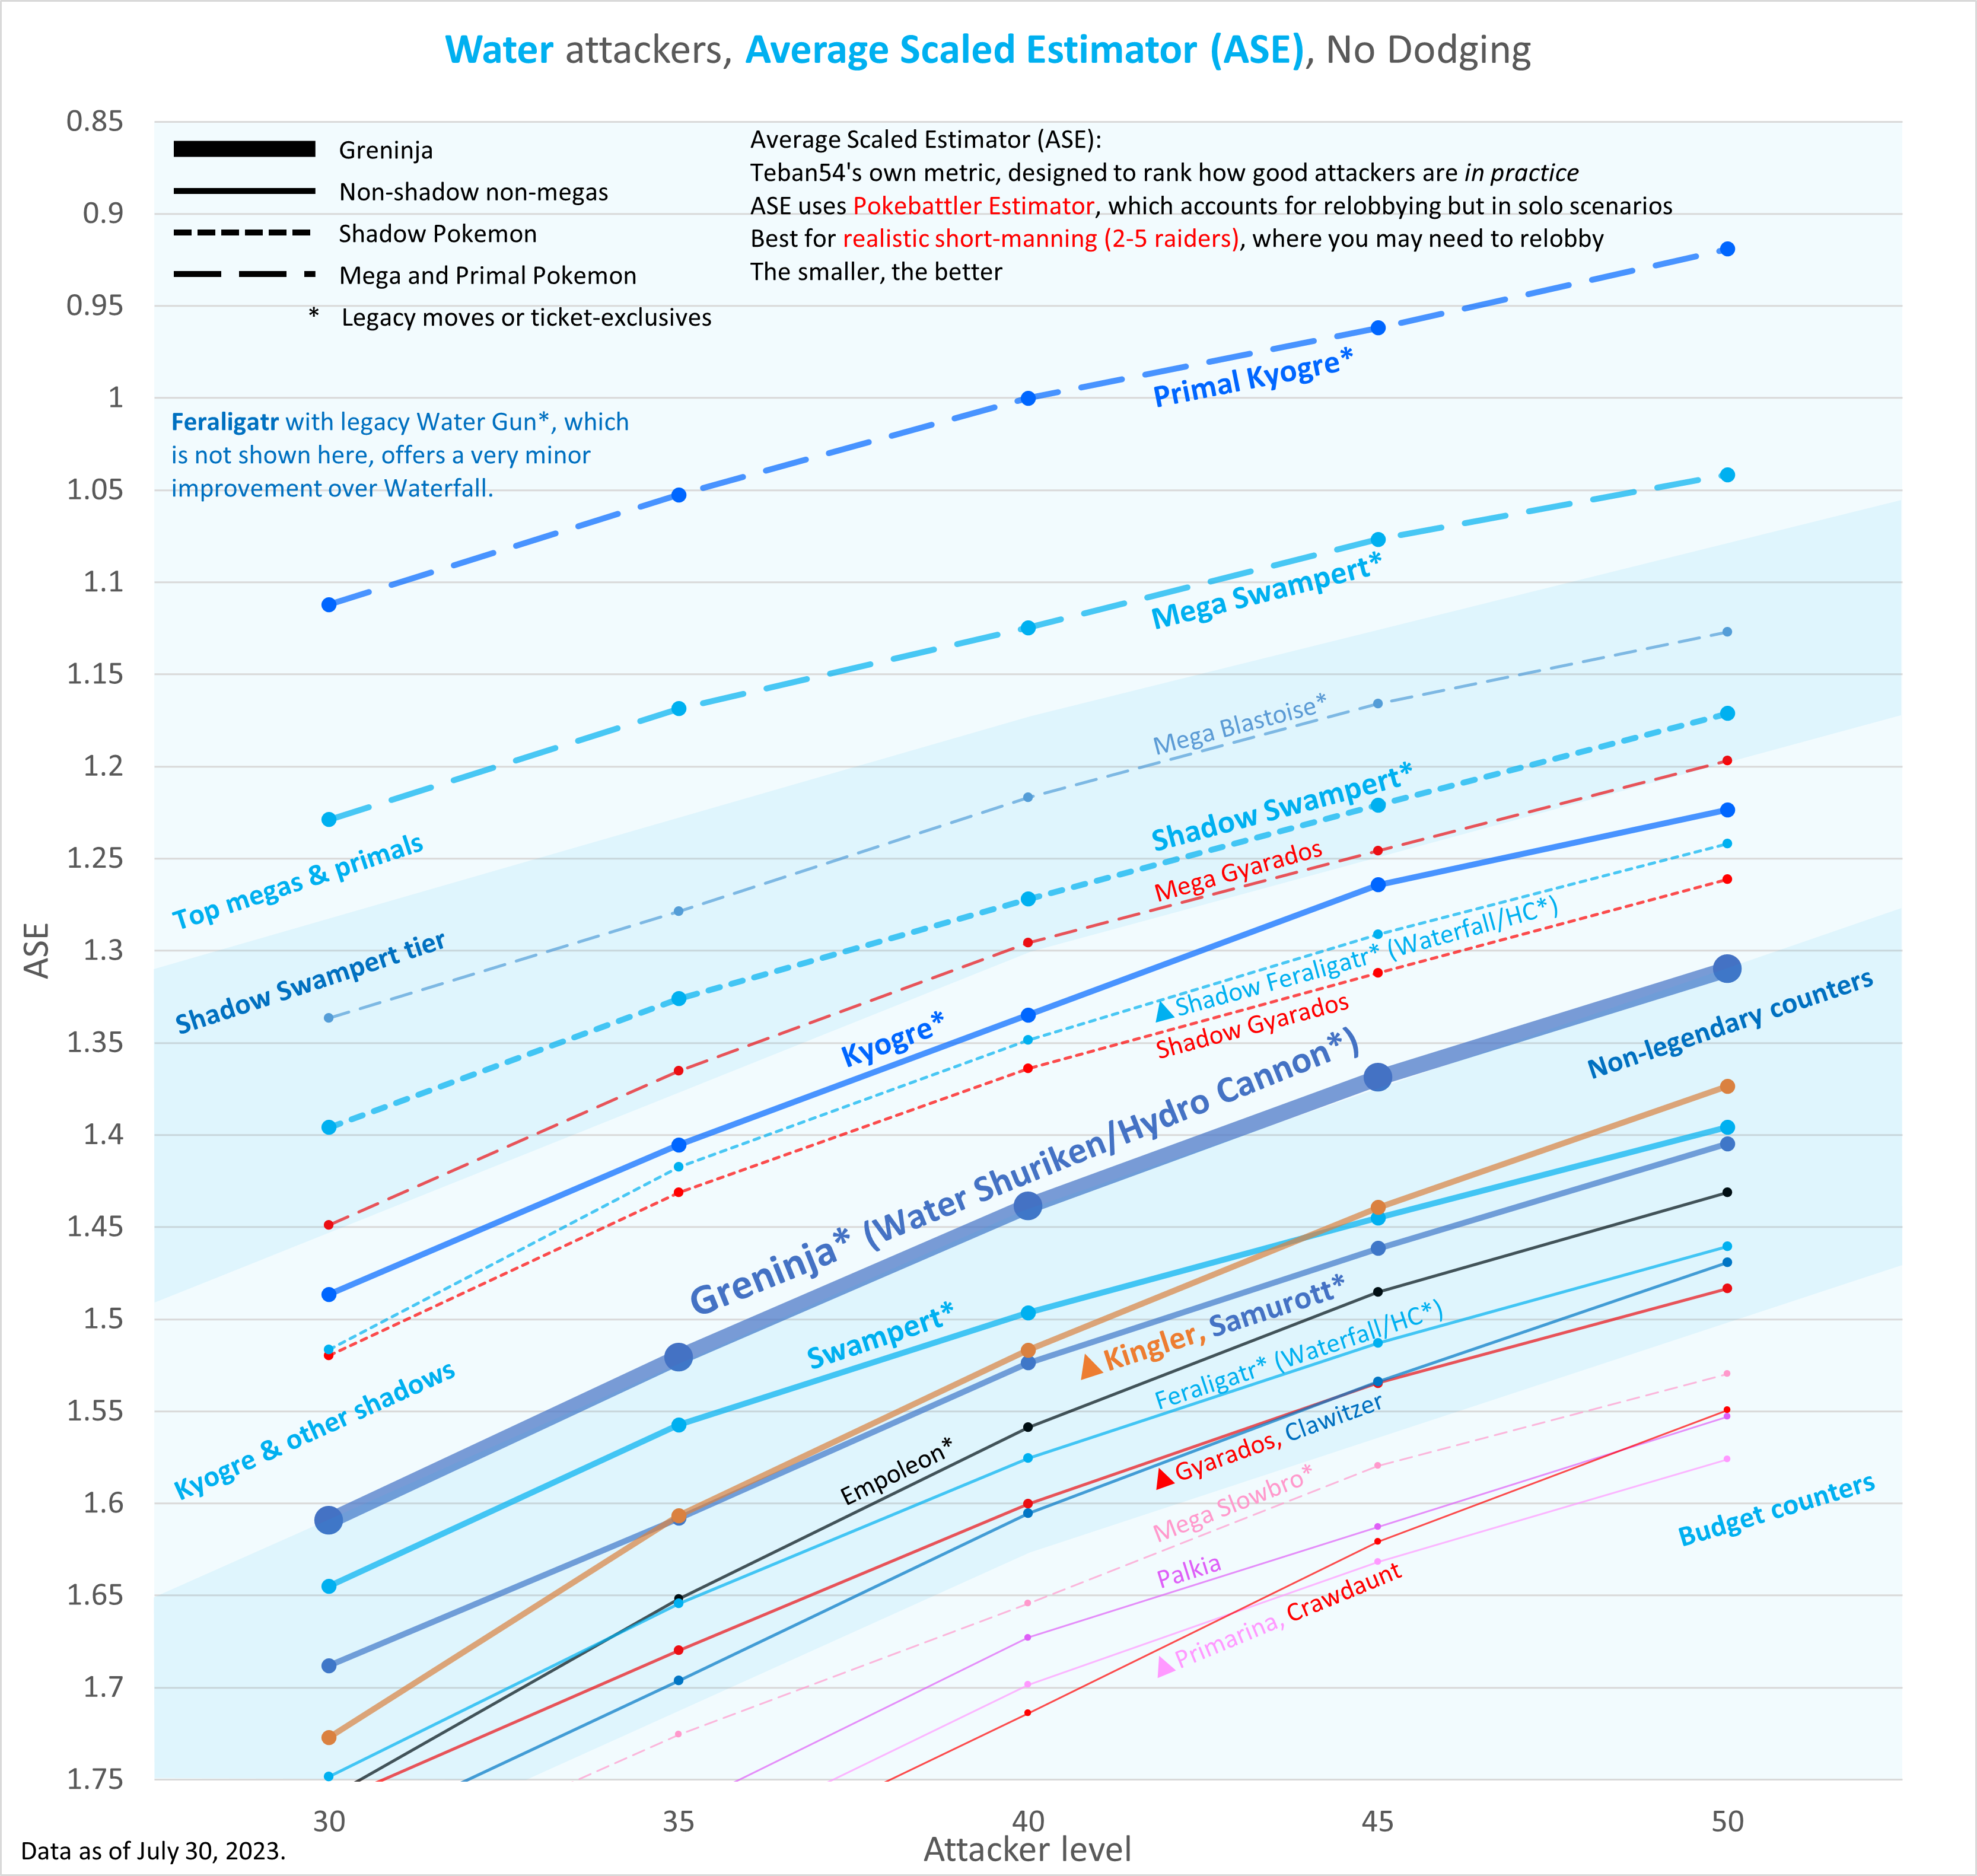 Water attackers, Average Scaled Estimator (ASE), No Dodging
0.85
0.9
0.95
1
1.05
1.1
1.15
1.2
1.25
1.3
1.35
1.4
1.45
1.5
1.55
1.6
1.65
1.7
1.75
ASE
Greninja
Non-shadow non-megas
Shadow Pokemon
Mega and Primal Pokemon
* Legacy moves or ticket-exclusives
Average Scaled Estimator (ASE):
Teban54's own metric, designed to rank how good attackers are in practice
ASE uses Pokebattler Estimator, which accounts for relobbying but in solo scenarios
Best for realistic short-manning (2-5 raiders), where you may need to relobby
The smaller, the better
Feraligatr with legacy Water Gun*, which
is not shown here, offers a very minor
improvement over Waterfall.
Primal Kyogre*
Mega Swampert*
Mega Blastoise*
Shadow Swampert*
Mega Gyarados
Top megas & primals
Shadow Swampert tier
Kyogre*
▲Shadow Feraligatr* (Waterfall/HC*)
Shadow Gyarados
Non-legendary counters
Greninja* (Water Shuriken/Hydro Cannon*)
Swampert*
▲Kingler, Samurott*
Feraligatr* (Waterfall/HC*)
Kyogre & other shadows
Empoleon*
▲Gyarados, Clawitzer
Mega Slowbro*
Palkia
▲Primarina, Crawdaunt
Budget counters
30
35
40
45
50
Attacker level
Data as of July 30, 2023.